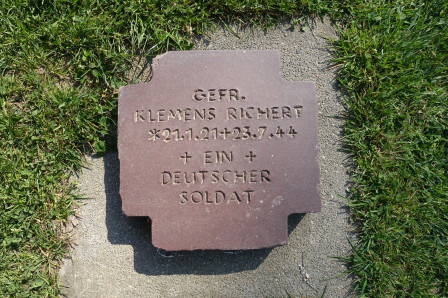 GEFR.
KLEMENS RICHERT
*21.1.21+23.7.44
+ EIN +
DEUTSCHER
SOLDAT